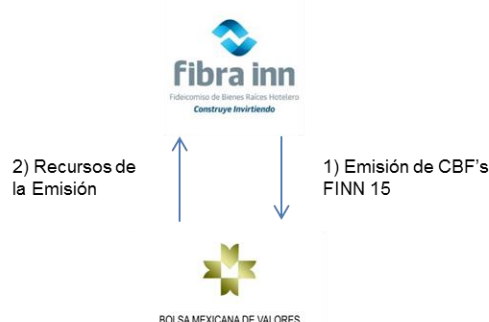 fibra inn
Fideicomiso de Bienes Raíces Hotelero
Construye Invirtiendo
2) Recursos de
la Emisión
1) Emisión de CBF's
FINN 15
BOLSA MEXICANA DE VALORES